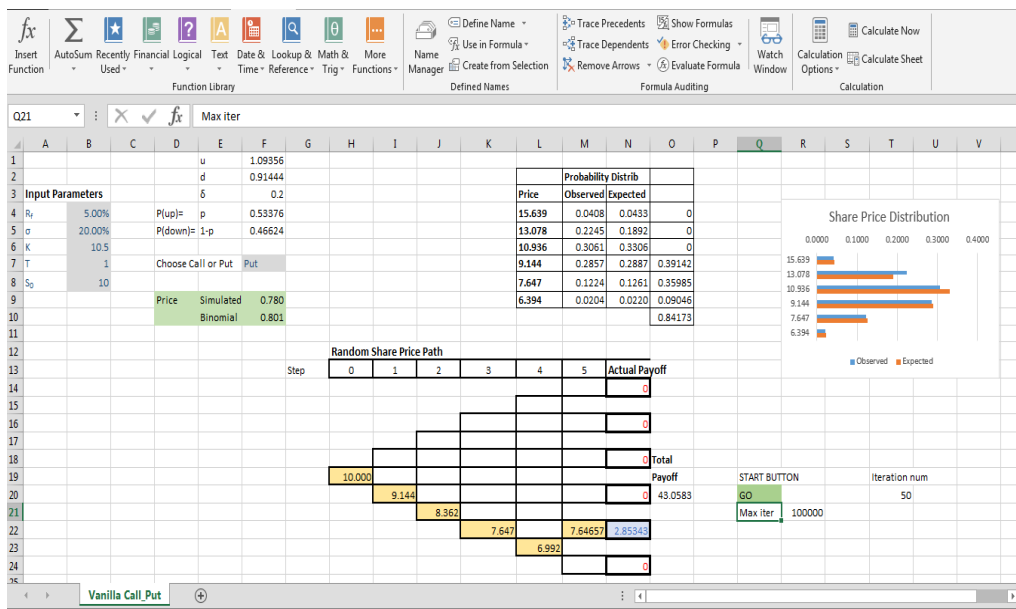 Insert Function
AutoSum
Recently Used
Financial
Logical
Text
Date & Time
Lookup & Reference
Math & Trig
More Functions
Function Library
Name Manager
Define Name
Use in Formula
Create from Selection
Defined Names
Trace Precedents
Show Formulas
Trace Dependents
Error Checking
Remove Arrows
Evaluate Formula
Formula Auditing
Watch Window
Calculation Options
Calculate Now
Calculate Sheet
Calculation
Q21 fx Max iter
A B C D E F G H I J K L M N O P Q R S T U V
1 u 1.09356
2 d 0.91444 Probability Distrib
3 Input Parameters δ 0.2 Price Observed Expected
4 Rf 5.00% P(up)= p 0.53376 15.639 0.0408 0.0433 0
5 σ 20.00% P(down)= 1-p 0.46624 13.078 0.2245 0.1892 0
6 K 10.5 10.936 0.3061 0.3306 0
7 T 1 Choose Call or Put Put 9.144 0.2857 0.2887 0.39142
8 S0 10 7.647 0.1224 0.1261 0.35985
9 Price Simulated 0.780 6.394 0.0204 0.0220 0.09046
10 Binomial 0.801 0.84173
11
12 Random Share Price Path
13 Step 0 1 2 3 4 5 Actual Payoff
14 0
15
16 0
17
18 0 Total
19 10.000 Payoff START BUTTON Iteration num
20 9.144 0 43.0583 GO 50
21 8.362 Max iter 100000
22 7.647 7.64657 2.85343
23 6.992
24 0
25
Share Price Distribution
0.0000 0.1000 0.2000 0.3000 0.4000
15.639
13.078
10.936
9.144
7.647
6.394
Observed Expected
Vanilla Call_Put